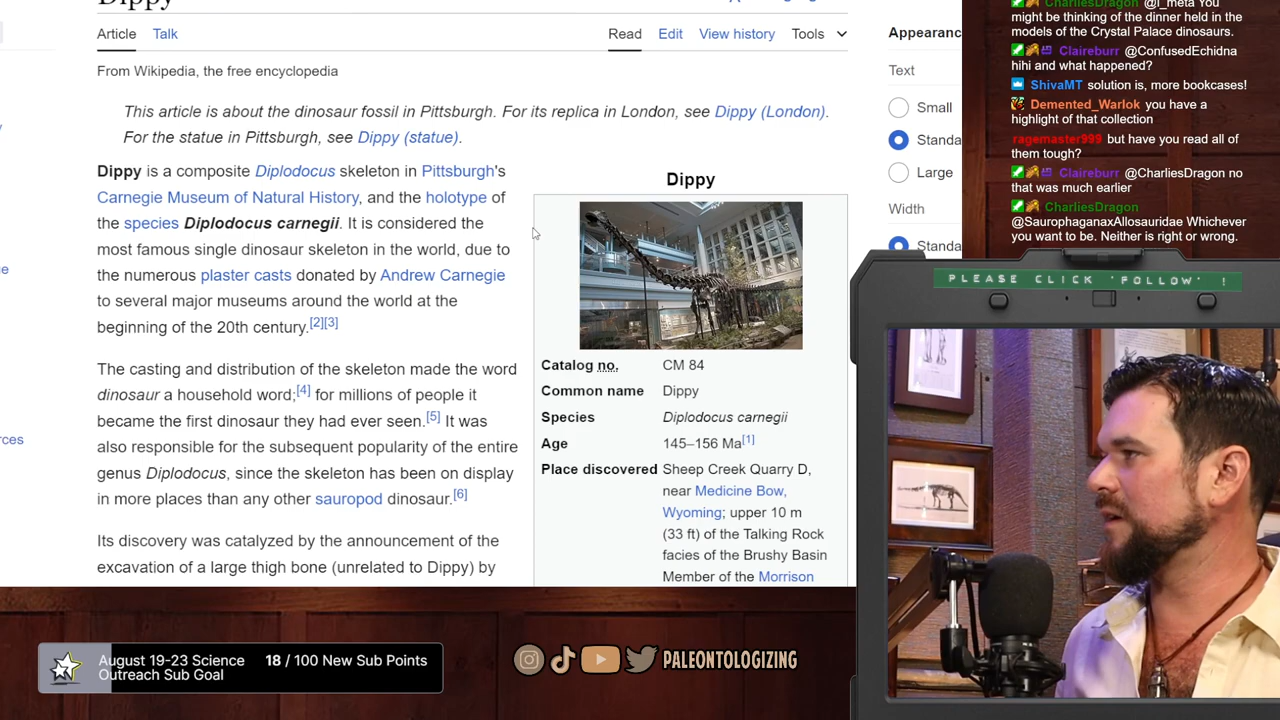 Dippy
Article Talk Read Edit View history Tools
From Wikipedia, the free encyclopedia
This article is about the dinosaur fossil in Pittsburgh. For its replica in London, see Dippy (London).
For the statue in Pittsburgh, see Dippy (statue).
Dippy is a composite Diplodocus skeleton in Pittsburgh's
Carnegie Museum of Natural History, and the holotype of
the species Diplodocus carnegii. It is considered the
most famous single dinosaur skeleton in the world, due to
the numerous plaster casts donated by Andrew Carnegie
to several major museums around the world at the
beginning of the 20th century.[2][3]
The casting and distribution of the skeleton made the word
dinosaur a household word;[4] for millions of people it
became the first dinosaur they had ever seen.[5] It was
also responsible for the subsequent popularity of the entire
genus Diplodocus, since the skeleton has been on display
in more places than any other sauropod dinosaur.[6]
Its discovery was catalyzed by the announcement of the
excavation of a large thigh bone (unrelated to Dippy) by
Dippy
Catalog no. CM 84
Common name Dippy
Species Diplodocus carnegii
Age 145–156 Ma[1]
Place discovered Sheep Creek Quarry D,
near Medicine Bow,
Wyoming; upper 10 m
(33 ft) of the Talking Rock
facies of the Brushy Basin
Member of the Morrison
Appearanc
Text
Small
Standa
Large
Width
Standa
e
rces
CharliesDragon @i_meta You
might be thinking of the dinner held in the
models of the Crystal Palace dinosaurs.
Claireburr @ConfusedEchidna
hihi and what happened?
ShivaMT solution is, more bookcases!
Demented_Warlok you have a
highlight of that collection
ragemaster999 but have you read all of
them tough?
Claireburr @CharliesDragon no
that was much earlier
CharliesDragon
@SaurophaganaxAllosauridae Whichever
you want to be. Neither is right or wrong.
PLEASE CLICK 'FOLLOW' !
August 19-23 Science
Outreach Sub Goal
18 / 100 New Sub Points
PALEONTOLOGIZING